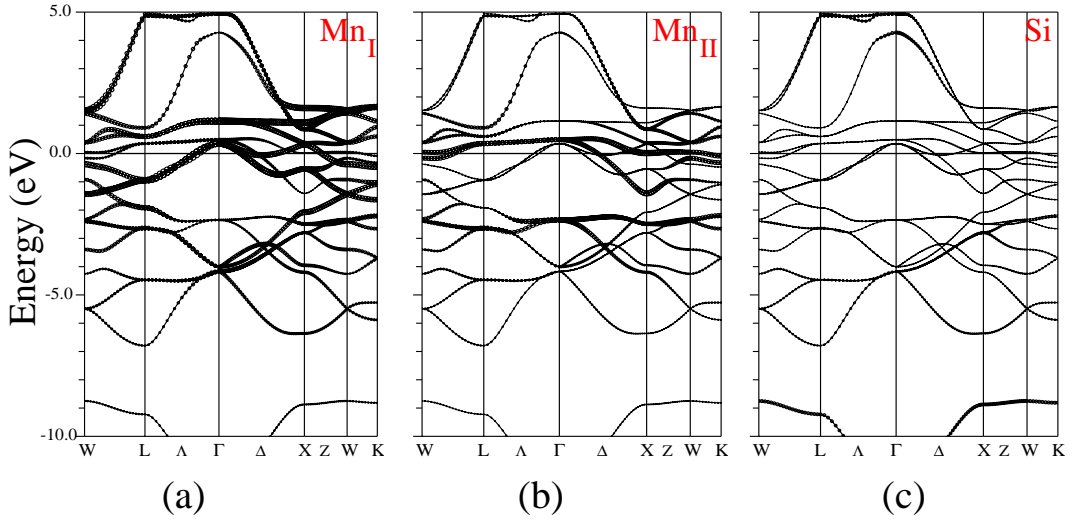 5.0
0.0
-5.0
-10.0
Energy (eV)
Mn_I
Mn_II
Si
W L Λ Γ Δ X Z W K
W L Λ Γ Δ X Z W K
W L Λ Γ Δ X Z W K
(a) (b) (c)